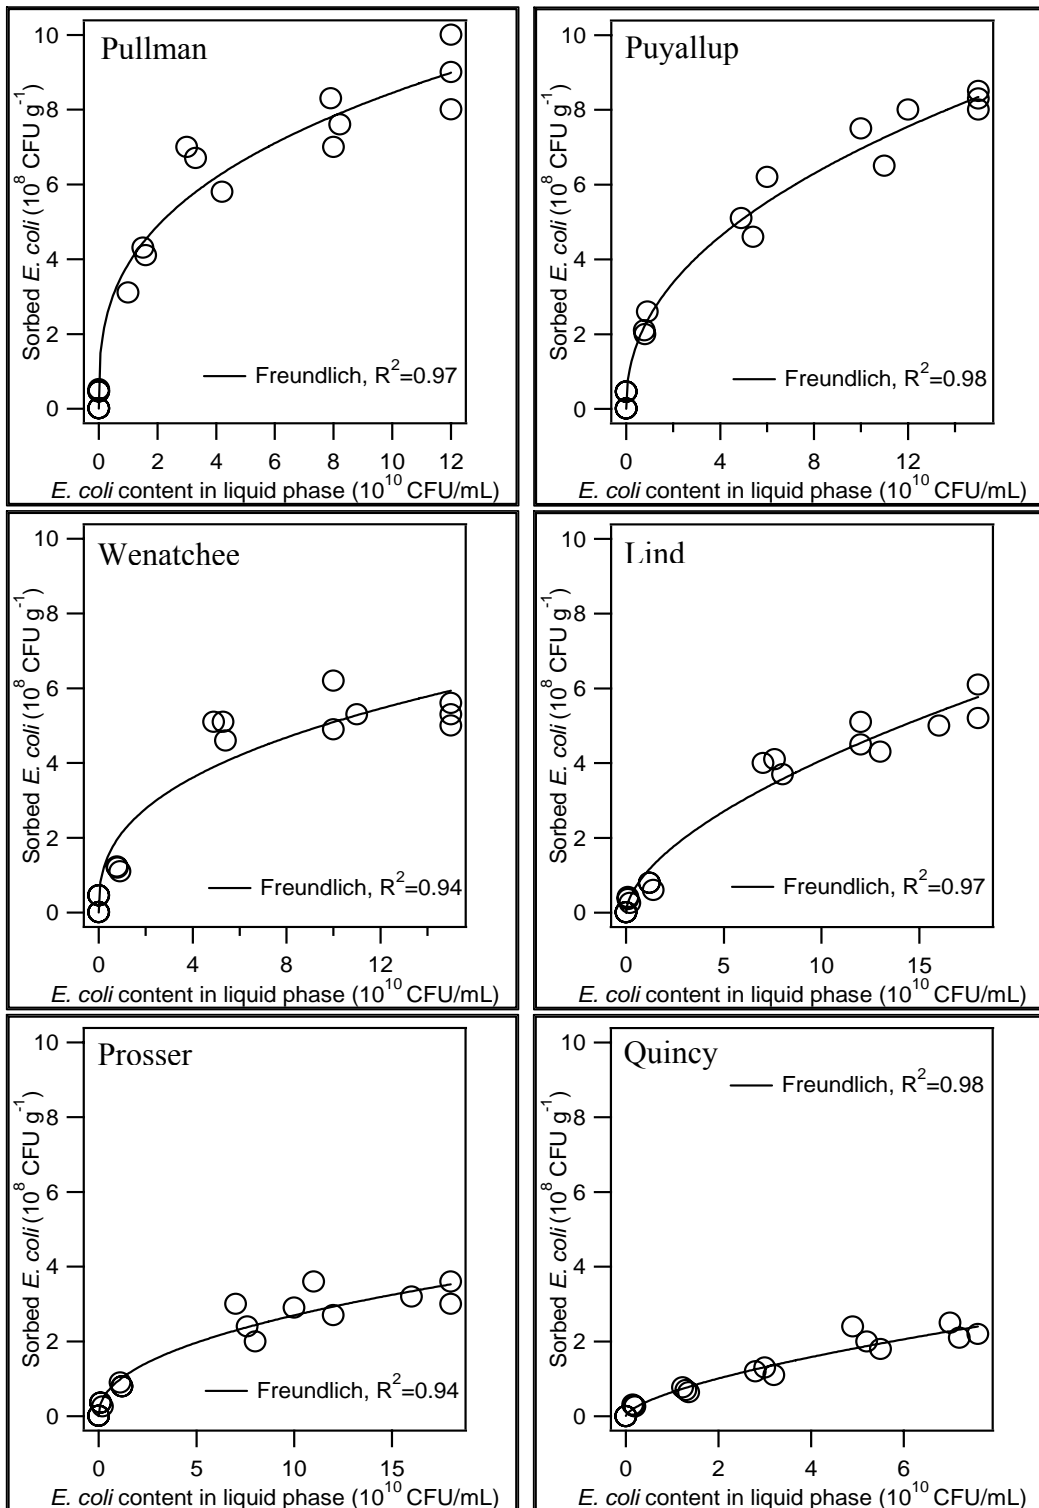 Pullman
10
8
6
4
2
0
Sorbed E. coli (10^8 CFU g^-1)
Freundlich, R^2=0.97
0 2 4 6 8 10 12
E. coli content in liquid phase (10^10 CFU/mL)
Puyallup
10
8
6
4
2
0
Sorbed E. coli (10^8 CFU g^-1)
Freundlich, R^2=0.98
0 4 8 12
E. coli content in liquid phase (10^10 CFU/mL)
Wenatchee
10
8
6
4
2
0
Sorbed E. coli (10^8 CFU g^-1)
Freundlich, R^2=0.94
0 4 8 12
E. coli content in liquid phase (10^10 CFU/mL)
Lind
10
8
6
4
2
0
Sorbed E. coli (10^8 CFU g^-1)
Freundlich, R^2=0.97
0 5 10 15
E. coli content in liquid phase (10^10 CFU/mL)
Prosser
10
8
6
4
2
0
Sorbed E. coli (10^8 CFU g^-1)
Freundlich, R^2=0.94
0 5 10 15
E. coli content in liquid phase (10^10 CFU/mL)
Quincy
Freundlich, R^2=0.98
10
8
6
4
2
0
Sorbed E. coli (10^8 CFU g^-1)
0 2 4 6
E. coli content in liquid phase (10^10 CFU/mL)